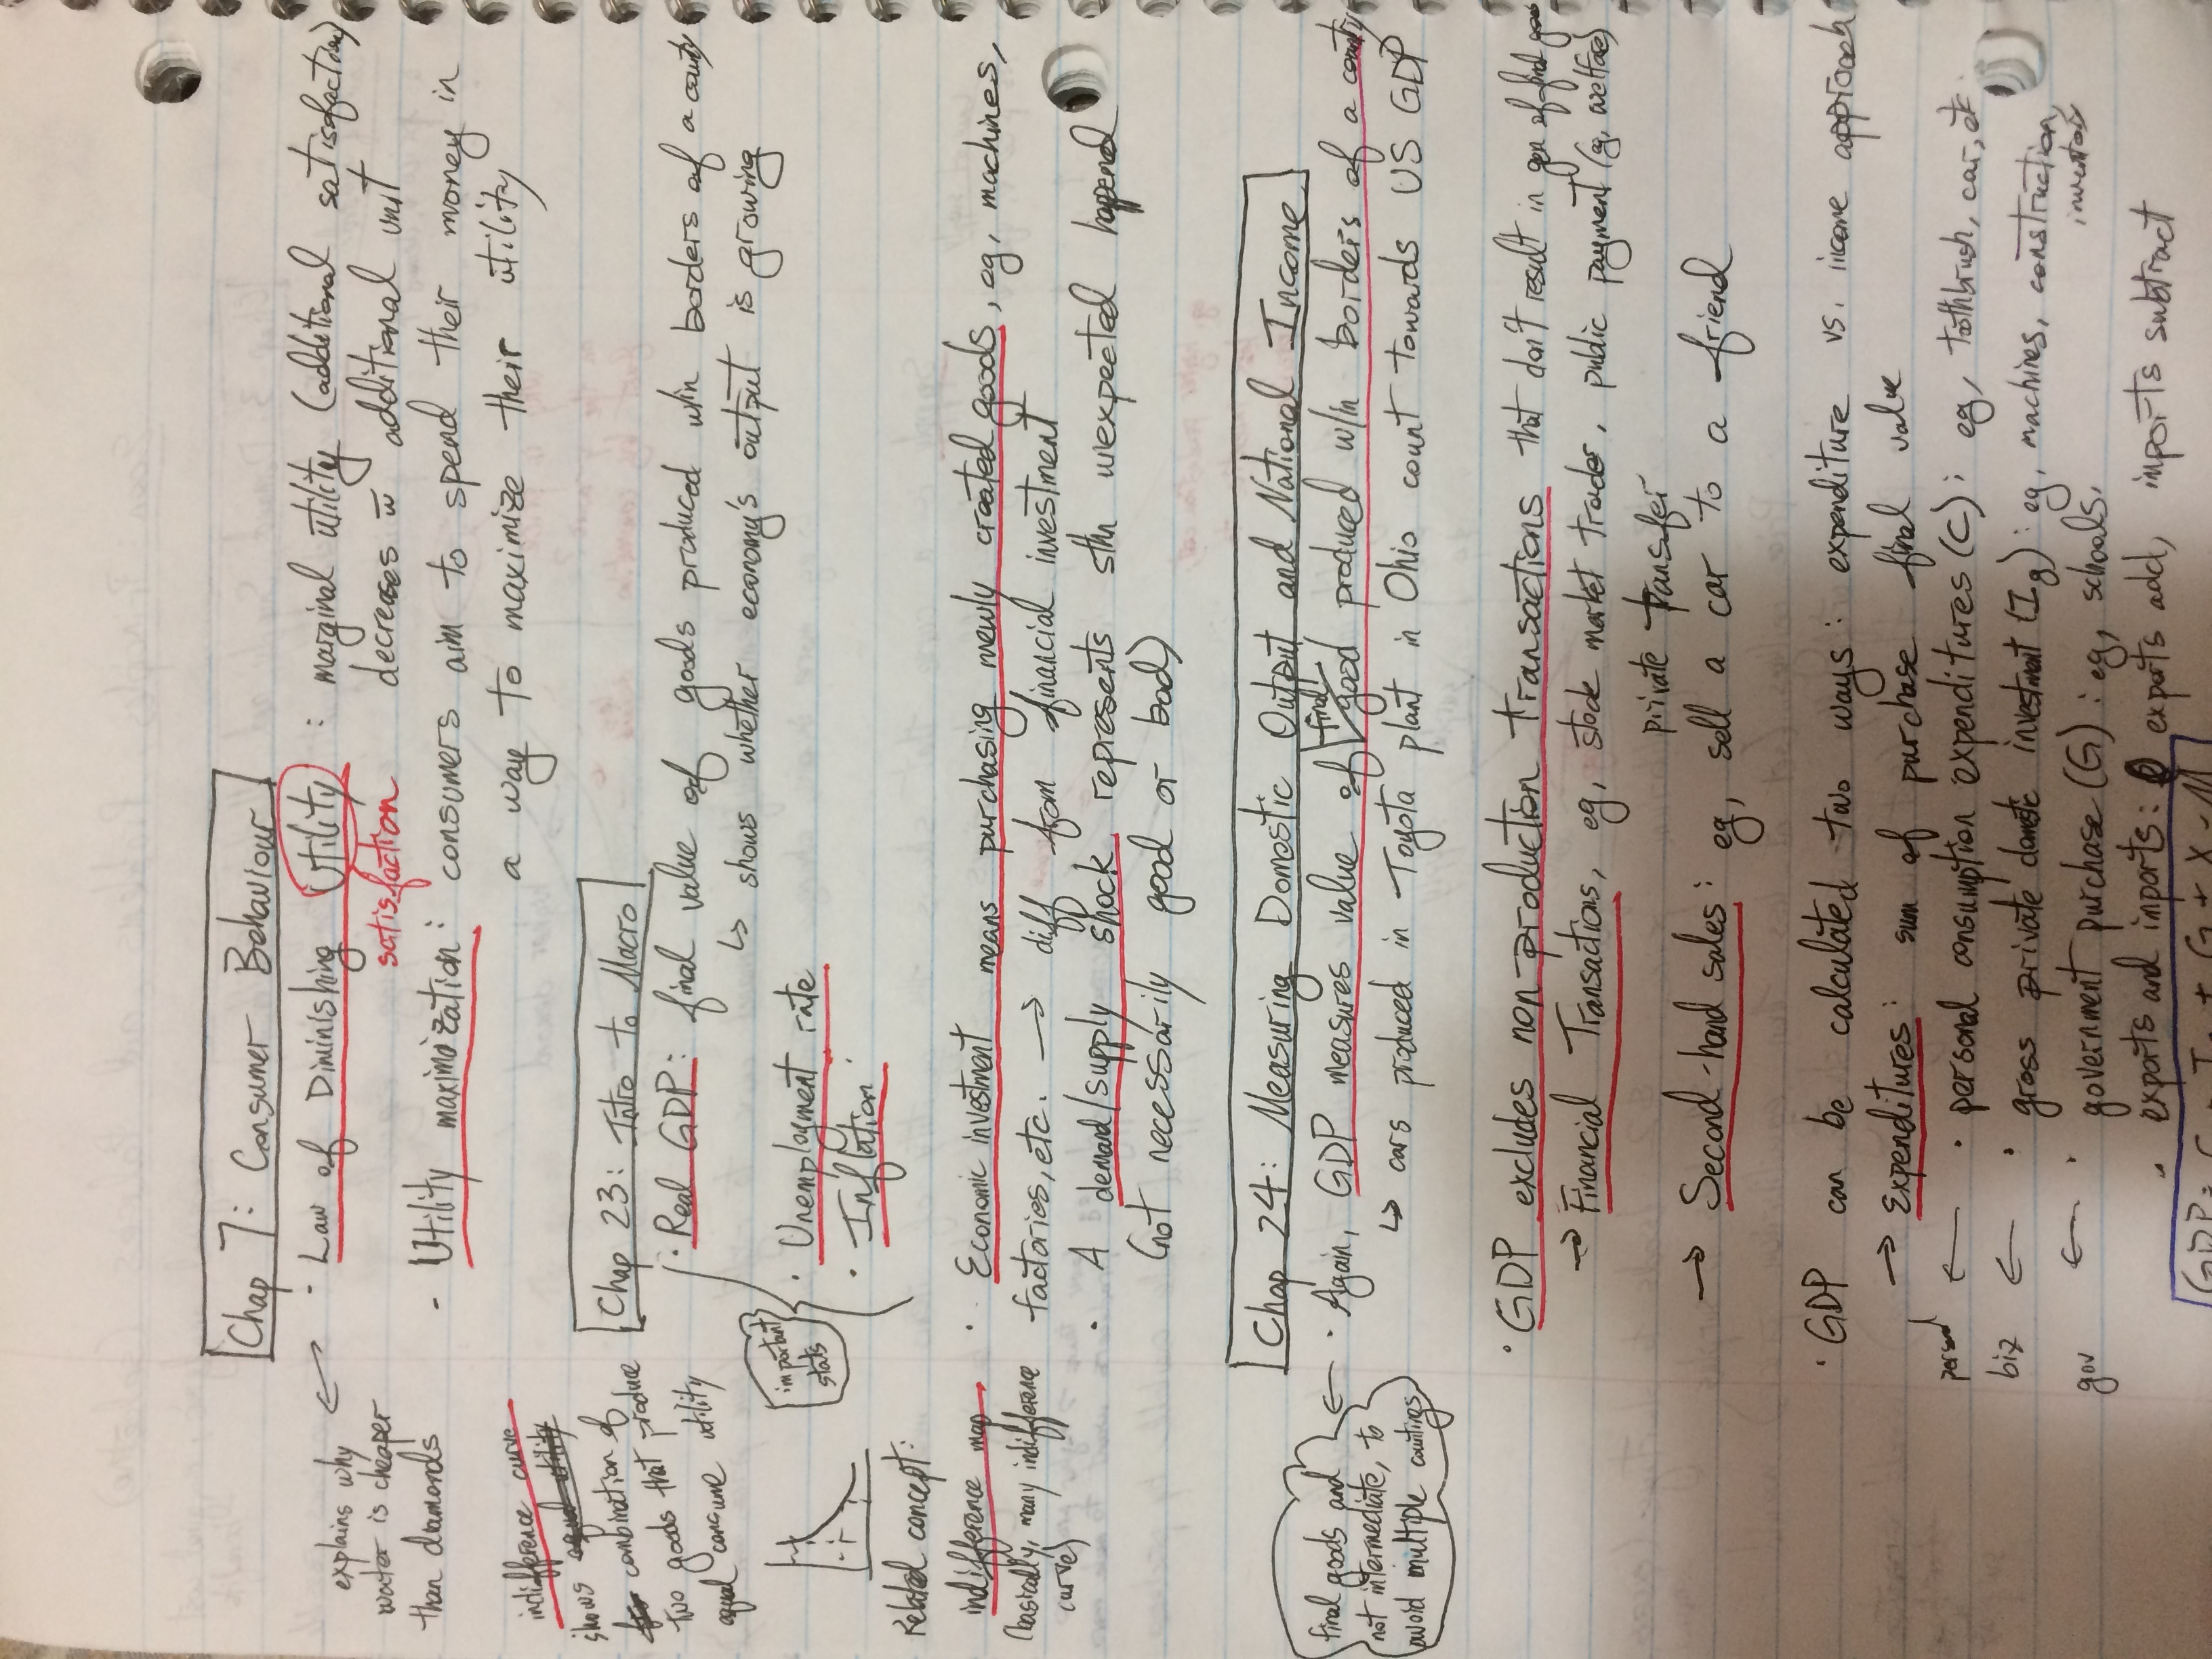 Chap 7: Consumer Behaviour
· Law of Diminishing Utility : marginal utility (additional satisfaction)
satisfaction decreases w̄ additional unit
explains why
water is cheaper
than diamonds
- Utility maximization: consumers aim to spend their money in
a way to maximize their utility
indifference curve
shows equal utility
for combination of
two goods that produce
equal consume utility
Chap 23: Intro to Macro
· Real GDP: final value of goods produced w/in borders of a county
↳ shows whether economy's output is growing
important
stats
· Unemployment rate
· Inflation
Related concept:
indifference map
(basically, many indifference
curve)
· Economic investment means purchasing newly created goods, eg, machines,
factories, etc. → diff from financial investment
· A demand/supply shock represents sthn unexpected happened
(not necessarily good or bad)
Chap 24: Measuring Domestic Output and National Income
final goods and
not intermediate, to
avoid multiple countings
· Again, GDP measures value of final good produced w/in borders of a county
↳ cars produced in Toyota plant in Ohio count towards US GDP
· GDP excludes non-production transactions that don't result in gen of final goods
→ Financial Transactions, eg, stock market trades, public payment (eg, welfare)
private transfer
→ Second-hand sales: eg, sell a car to a friend
· GDP can be calculated two ways: expenditure vs. income approach
→ Expenditures: sum of purchase final value
personal ← · personal consumption expenditures (C): eg, toothbrush, car, etc
biz ← · gross private domestic investment (Ig): eg, machines, construction,
inventory
gov ← · government purchase (G): eg, schools.
· exports and imports: exports add, imports subtract
GDP = C + Ig + G + X - M